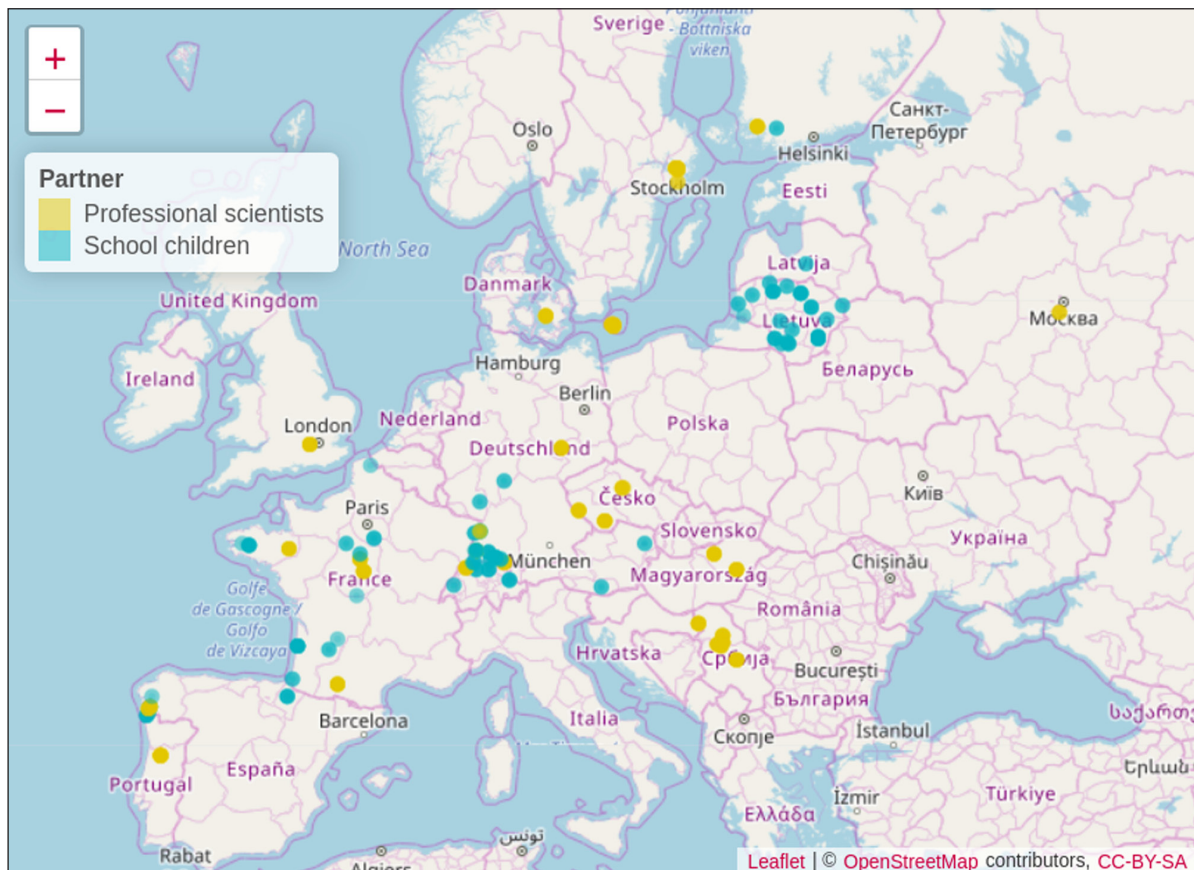 Sverige
Pohjanlahti
- Bottniska
viken
+
−
Санкт-
Петербург
Oslo
Helsinki
Partner
Professional scientists
School children
Stockholm
Eesti
North Sea
Latvija
Danmark
United Kingdom
Lietuva
Москва
Hamburg
Беларусь
Ireland
Berlin
Nederland
London
Polska
Deutschland
Київ
Česko
Paris
Slovensko
Україна
München
Chișinău
France
Magyarország
Golfe
de Gascogne /
Golfo
de Vizcaya
România
Hrvatska
Србија
București
България
Barcelona
Italia
Скопје
İstanbul
España
Portugal
Türkiye
İzmir
Ελλάδα
تونس
Rabat
Leaflet | © OpenStreetMap contributors, CC-BY-SA